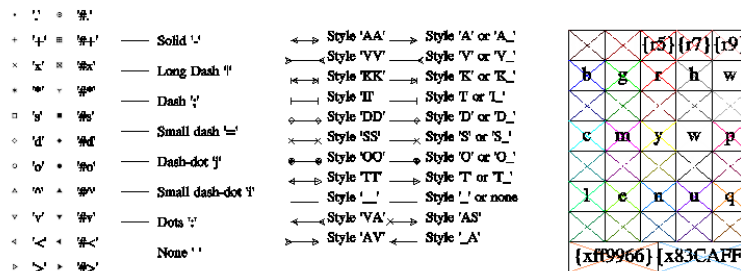 '.' '#.'
'+' '#+'
'x' '#x'
'*' '#*'
's' '#s'
'd' '#d'
'o' '#o'
'^' '#^'
'v' '#v'
'<' '#<'
'>' '#>'
Solid '-'
Long Dash '|'
Dash ';'
Small dash '='
Dash-dot 'j'
Small dash-dot 'i'
Dots ':'
None ' '
Style 'AA' Style 'A' or 'A_'
Style 'VV' Style 'V' or 'V_'
Style 'KK' Style 'K' or 'K_'
Style 'II' Style 'I' or 'I_'
Style 'DD' Style 'D' or 'D_'
Style 'SS' Style 'S' or 'S_'
Style 'OO' Style 'O' or 'O_'
Style 'TT' Style 'T' or 'T_'
Style '__' Style '_' or none
Style 'VA' Style 'AS'
Style 'AV' Style '_A'
{r5} {r7} {r9}
b g r h w
c m y w p
l e n u q
{xff9966} {x83CAFF